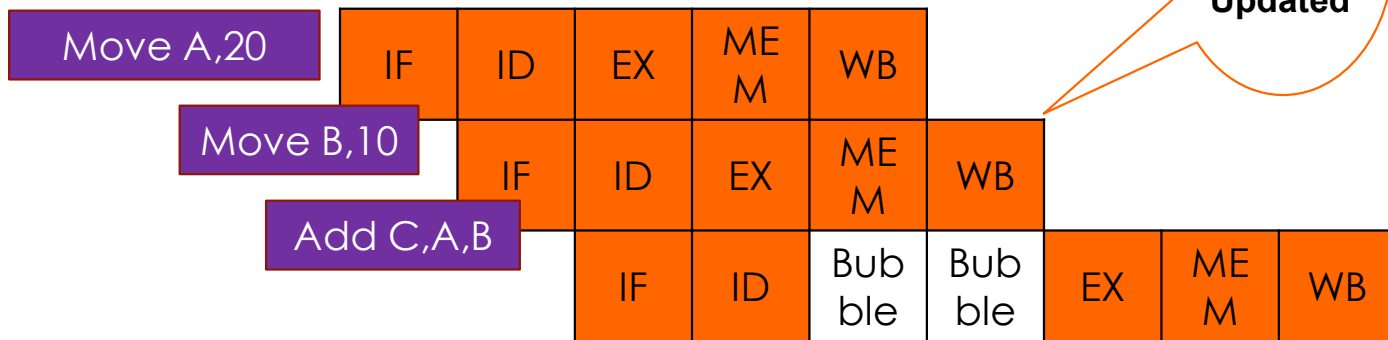 Updated
Move A,20
IF ID EX ME
M WB
Move B,10
IF ID EX ME
M WB
Add C,A,B
IF ID Bub
ble Bub
ble EX ME
M WB